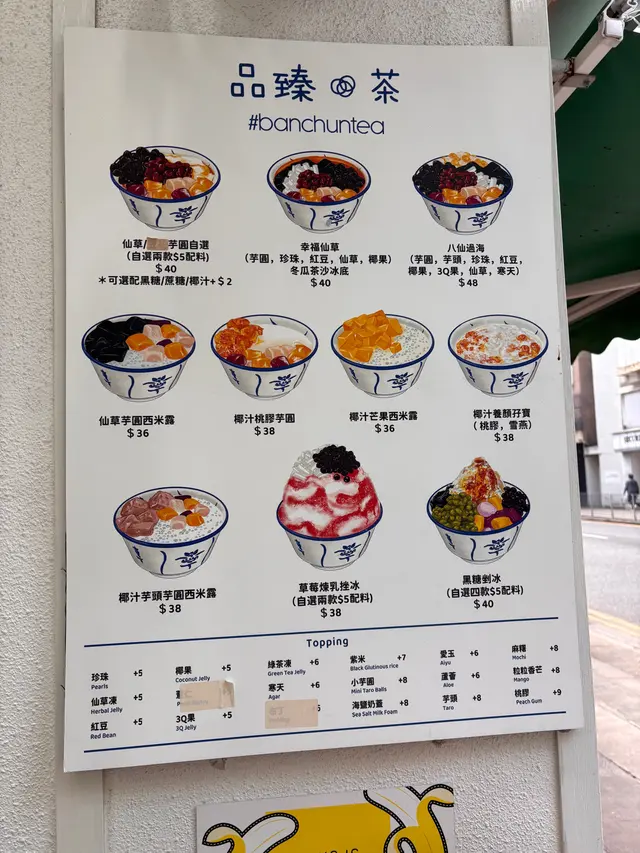 品臻 茶
#banchuntea
仙草/芋圓自選
(自選兩款$5配料)
$40
*可選配黑糖/蔗糖/椰汁+$2
幸福仙草
(芋圓，珍珠，紅豆，仙草，椰果)
冬瓜茶沙冰底
$40
八仙過海
(芋圓，芋頭，珍珠，紅豆，
椰果，3Q果，仙草，寒天)
$48
仙草芋圓西米露
$36
椰汁桃膠芋圓
$38
椰汁芒果西米露
$36
椰汁養顏孖寶
(桃膠，雪燕)
$38
椰汁芋頭芋圓西米露
$38
草莓煉乳挫冰
(自選兩款$5配料)
$38
黑糖剉冰
(自選四款$5配料)
$40
Topping
珍珠 +5
Pearls
仙草凍 +5
Herbal Jelly
紅豆 +5
Red Bean
椰果 +5
Coconut Jelly
+5
3Q果 +5
3Q Jelly
綠茶凍 +6
Green Tea Jelly
寒天 +6
Agar
紫米 +7
Black Glutinous rice
小芋圓 +8
Mini Taro Balls
海鹽奶蓋 +8
Sea Salt Milk Foam
愛玉 +6
Aiyu
蘆薈 +6
Aloe
芋頭 +8
Taro
麻糬 +8
Mochi
粒粒香芒 +8
Mango
桃膠 +9
Peach Gum